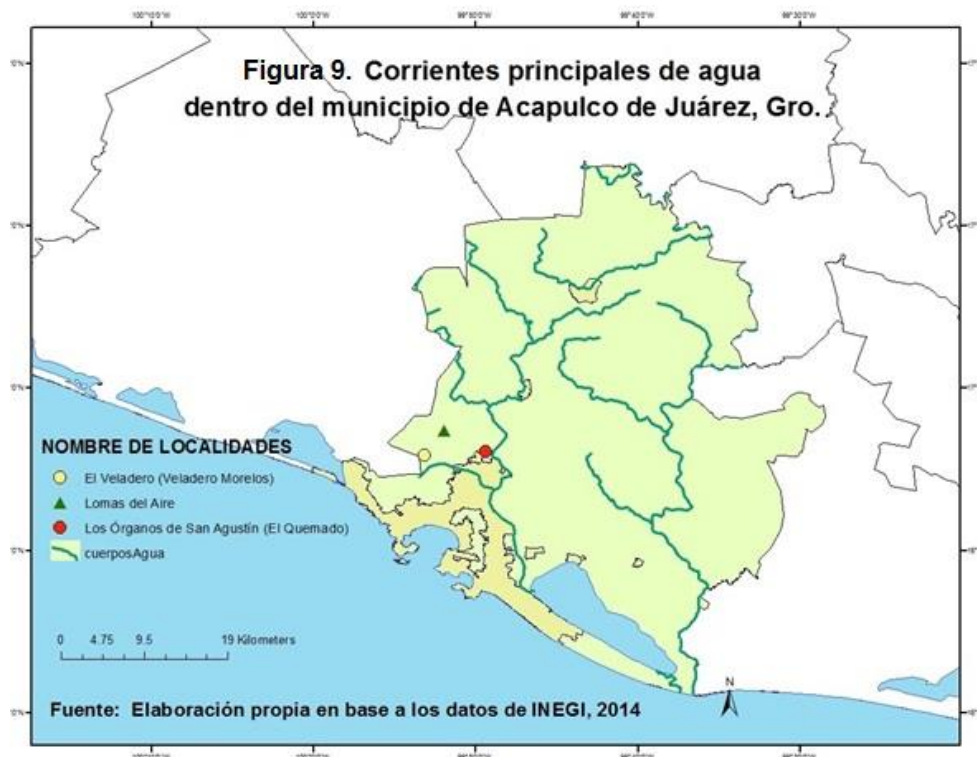 Figura 9. Corrientes principales de agua
dentro del municipio de Acapulco de Juárez, Gro.
NOMBRE DE LOCALIDADES
El Veladero (Veladero Morelos)
Lomas del Aire
Los Órganos de San Agustín (El Quemado)
cuerposAgua
0 4.75 9.5 19 Kilometers
N
Fuente: Elaboración propia en base a los datos de INEGI, 2014